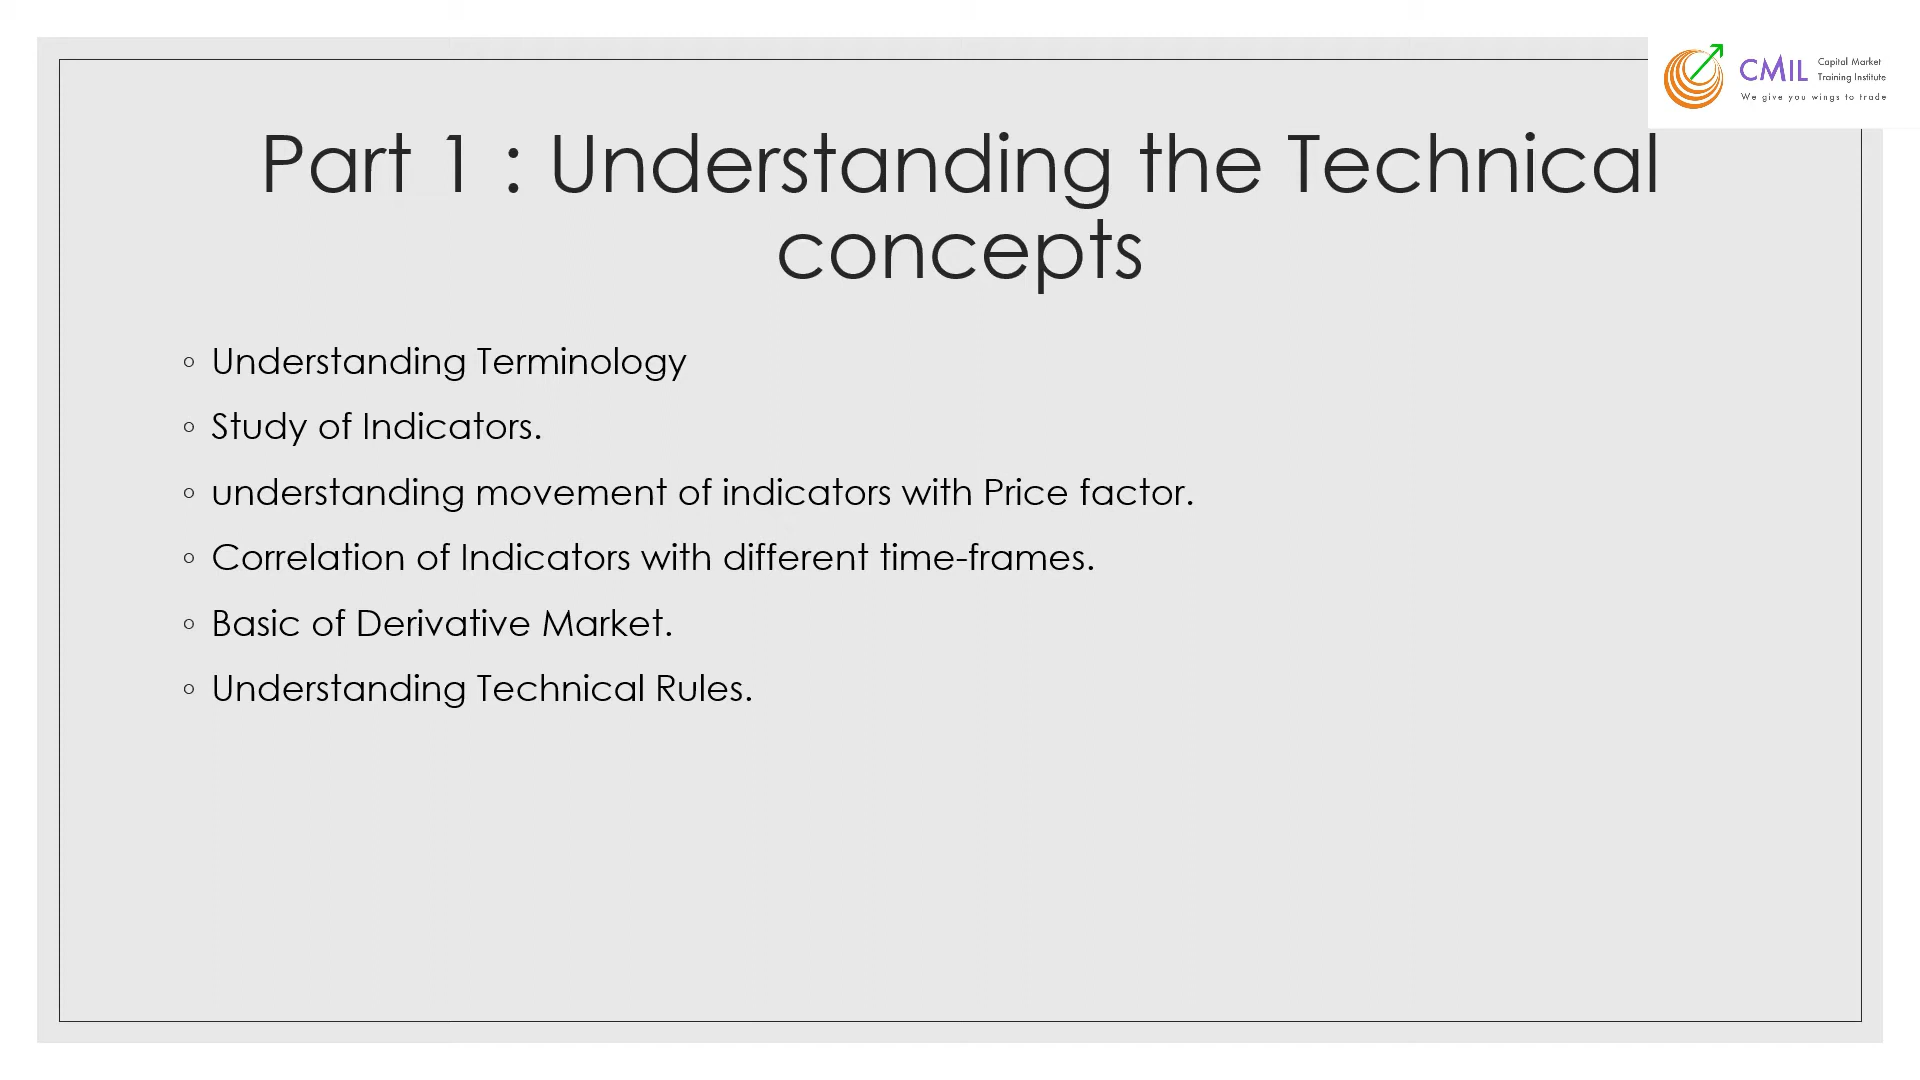 CMIL Capital Market
Training Institute
We give you wings to trade
Part 1 : Understanding the Technical
concepts
◦ Understanding Terminology
◦ Study of Indicators.
◦ understanding movement of indicators with Price factor.
◦ Correlation of Indicators with different time-frames.
◦ Basic of Derivative Market.
◦ Understanding Technical Rules.